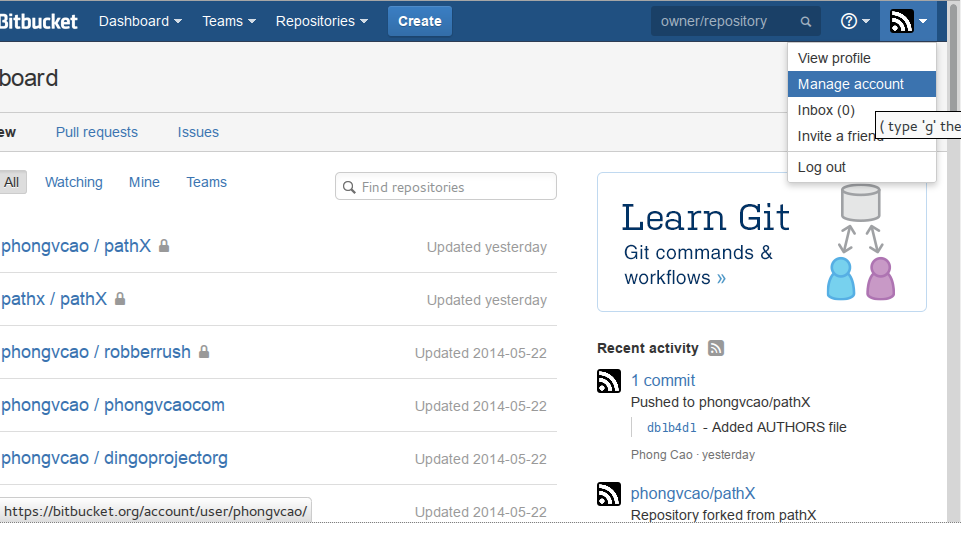 Bitbucket Dashboard Teams Repositories Create owner/repository
board
View profile
Manage account
Inbox (0)
( type 'g' the
Invite a friend
Log out
ew Pull requests Issues
All Watching Mine Teams Find repositories
Learn Git
Git commands &
workflows »
phongvcao / pathX Updated yesterday
pathx / pathX Updated yesterday
phongvcao / robberrush Updated 2014-05-22
phongvcao / phongvcaocom Updated 2014-05-22
phongvcao / dingoprojectorg Updated 2014-05-22
https://bitbucket.org/account/user/phongvcao/ Updated 2014-05-22
Recent activity
1 commit
Pushed to phongvcao/pathX
db1b4d1 - Added AUTHORS file
Phong Cao · yesterday
phongvcao/pathX
Repository forked from pathX